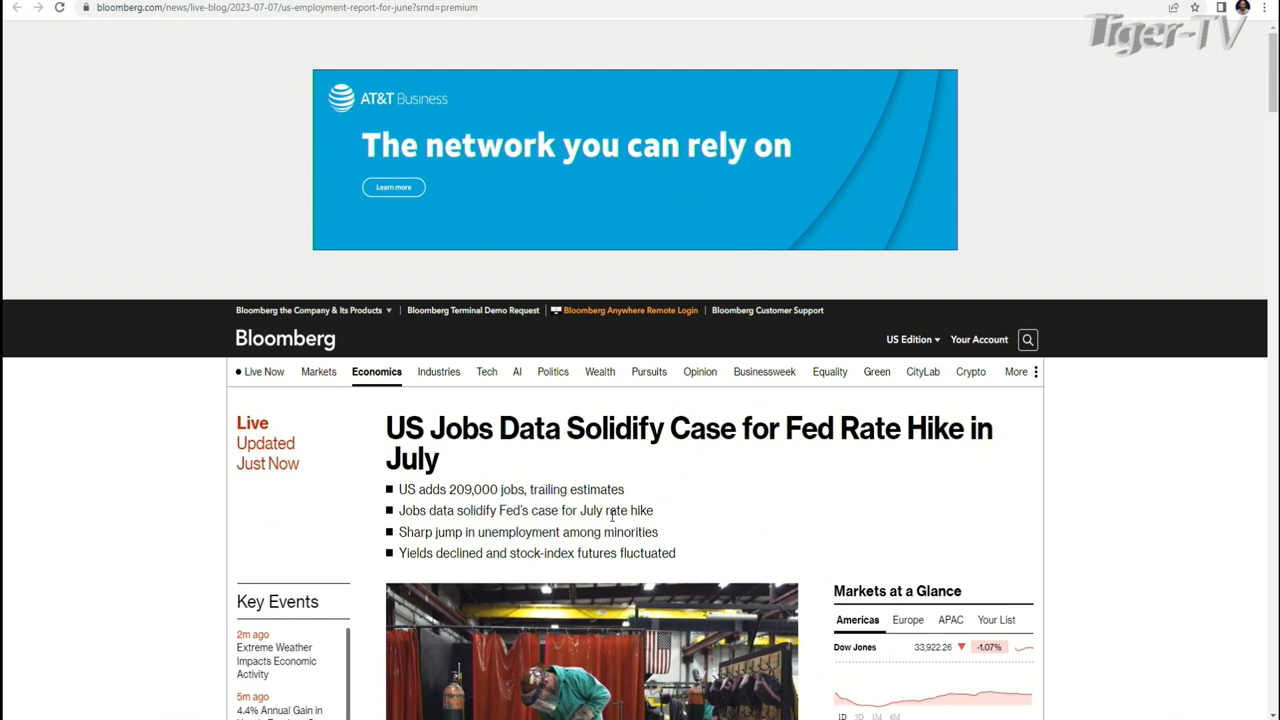 bloomberg.com/news/live-blog/2023-07-07/us-employment-report-for-june?srnd=premium
Tiger-TV
AT&T Business
The network you can rely on
Learn more
Bloomberg the Company & Its Products | Bloomberg Terminal Demo Request | Bloomberg Anywhere Remote Login | Bloomberg Customer Support
Bloomberg
US Edition Your Account
Live Now Markets Economics Industries Tech AI Politics Wealth Pursuits Opinion Businessweek Equality Green CityLab Crypto More
Live
Updated
Just Now
US Jobs Data Solidify Case for Fed Rate Hike in
July
US adds 209,000 jobs, trailing estimates
Jobs data solidify Fed's case for July rate hike
Sharp jump in unemployment among minorities
Yields declined and stock-index futures fluctuated
Key Events
2m ago
Extreme Weather
Impacts Economic
Activity
5m ago
4.4% Annual Gain in
Markets at a Glance
Americas Europe APAC Your List
Dow Jones 33,922.26 -1.07%
1D 5D 1M 6M